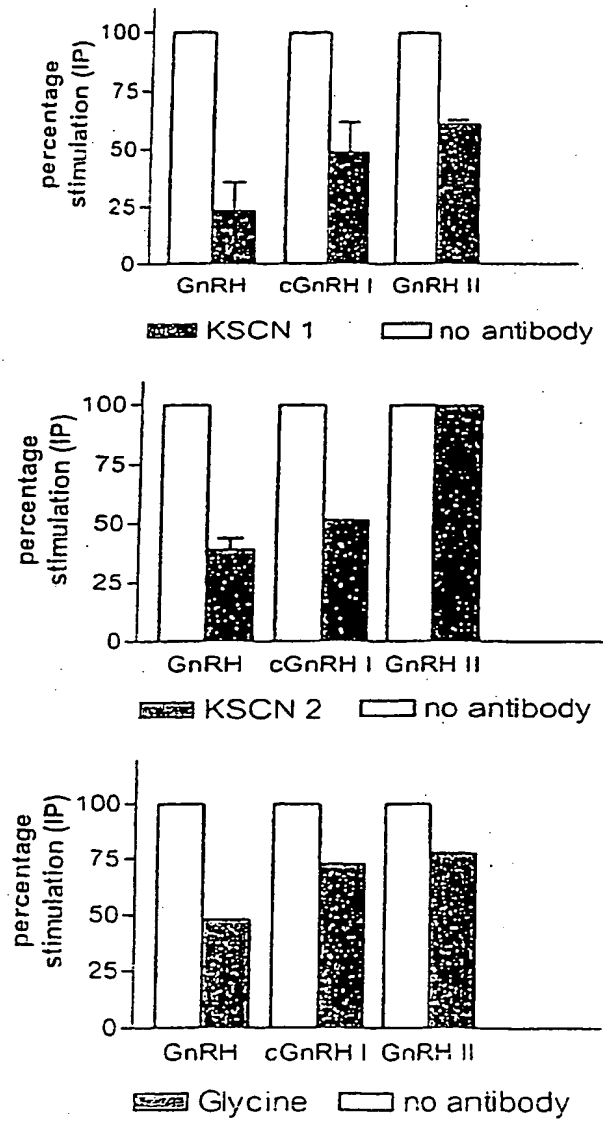 percentage
stimulation (IP)
100
75
50
25
0
GnRH cGnRH I GnRH II
KSCN 1 no antibody
percentage
stimulation (IP)
100
75
50
25
0
GnRH cGnRH I GnRH II
KSCN 2 no antibody
percentage
stimulation (IP)
100
75
50
25
0
GnRH cGnRH I GnRH II
Glycine no antibody